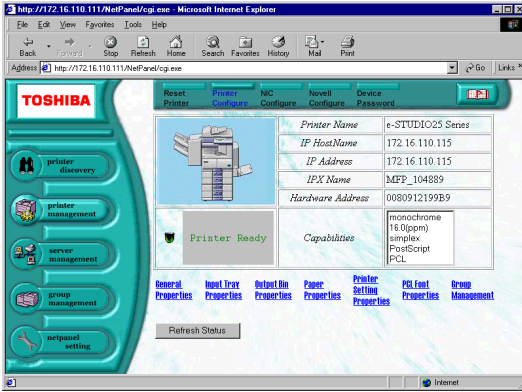 http://172.16.110.111/NetPanel/cgi.exe - Microsoft Internet Explorer
File Edit View Favorites Tools Help
Back Forward Stop Refresh Home Search Favorites History Mail Print
Address http://172.16.110.111/NetPanel/cgi.exe Go Links »
TOSHIBA
Reset Printer
Printer Configure
NIC Configure
Novell Configure
Device Password
printer discovery
printer management
server management
group management
netpanel setting
Printer Name e-STUDIO25 Series
IP HostName 172.16.110.115
IP Address 172.16.110.115
IPX Name MFP_104889
Hardware Address 0080912199B9
Printer Ready
Capabilities
monochrome
16.0(ppm)
simplex
PostScript
PCL
General Properties
Input Tray Properties
Output Bin Properties
Paper Properties
Printer Setting Properties
PCL Font Properties
Group Management
Refresh Status
Internet